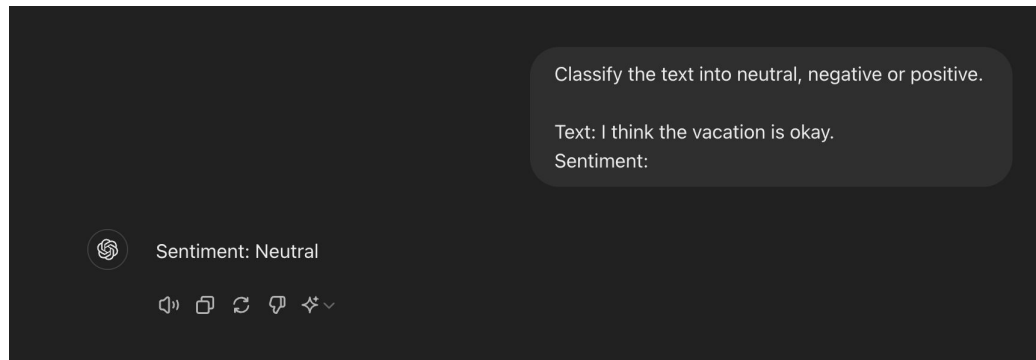 Classify the text into neutral, negative or positive.
Text: I think the vacation is okay.
Sentiment:
Sentiment: Neutral